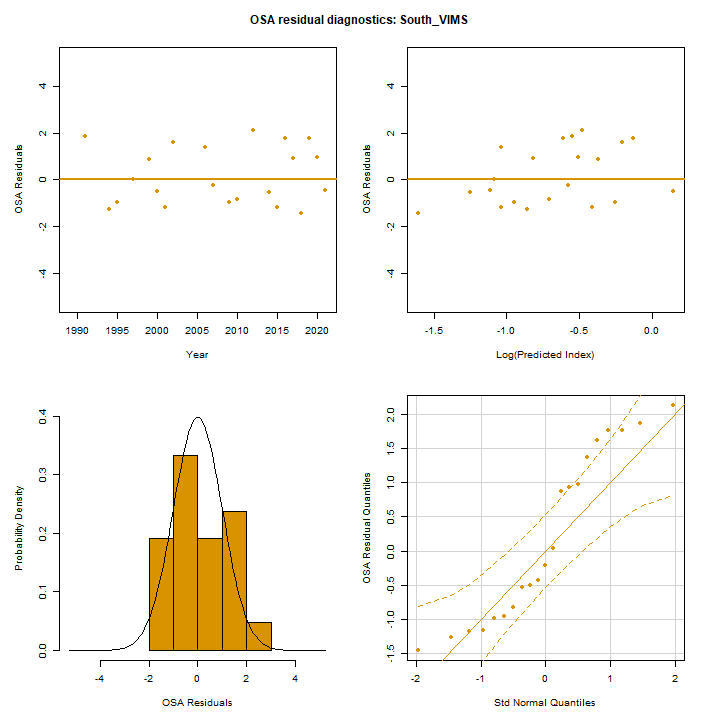 OSA residual diagnostics: South_VIMS
OSA Residuals
4
2
0
-2
-4
1990 1995 2000 2005 2010 2015 2020
Year
OSA Residuals
4
2
0
-2
-4
-1.5 -1.0 -0.5 0.0
Log(Predicted Index)
Probability Density
0.4
0.3
0.2
0.1
0.0
-4 -2 0 2 4
OSA Residuals
OSA Residual Quantiles
2.0
1.5
1.0
0.5
0.0
-0.5
-1.0
-1.5
-2 -1 0 1 2
Std Normal Quantiles